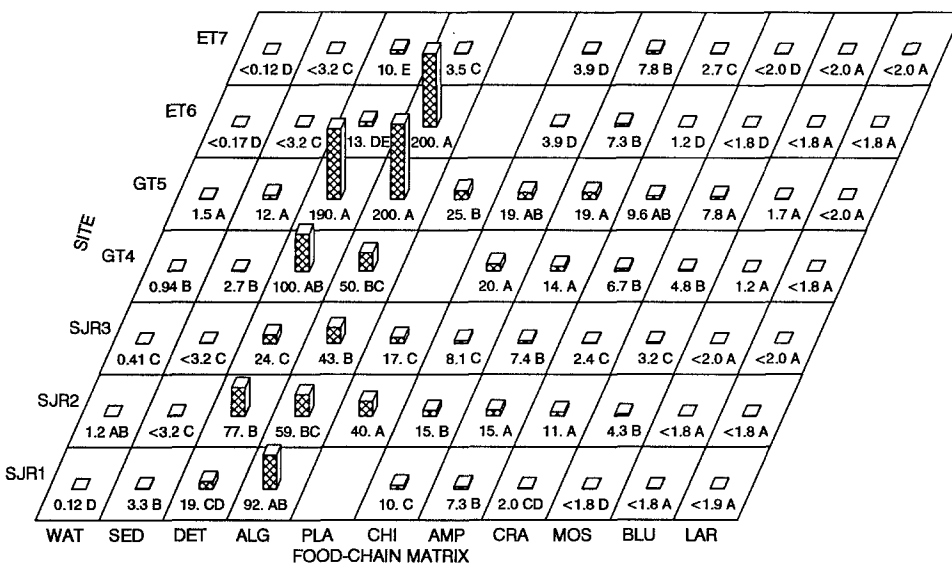 ET7
<0.12 D <3.2 C 10. E 3.5 C 3.9 D 7.8 B 2.7 C <2.0 D <2.0 A <2.0 A
ET6
<0.17 D <3.2 C 13. DE 200. A 3.9 D 7.3 B 1.2 D <1.8 D <1.8 A <1.8 A
GT5
1.5 A 12. A 190. A 200. A 25. B 19. AB 19. A 9.6 AB 7.8 A 1.7 A <2.0 A
SITE
GT4
0.94 B 2.7 B 100. AB 50. BC 20. A 14. A 6.7 B 4.8 B 1.2 A <1.8 A
SJR3
0.41 C <3.2 C 24. C 43. B 17. C 8.1 C 7.4 B 2.4 C 3.2 C <2.0 A <2.0 A
SJR2
1.2 AB <3.2 C 77. B 59. BC 40. A 15. B 15. A 11. A 4.3 B <1.8 A <1.8 A
SJR1
0.12 D 3.3 B 19. CD 92. AB 10. C 7.3 B 2.0 CD <1.8 D <1.8 A <1.9 A
WAT SED DET ALG PLA CHI AMP CRA MOS BLU LAR
FOOD-CHAIN MATRIX